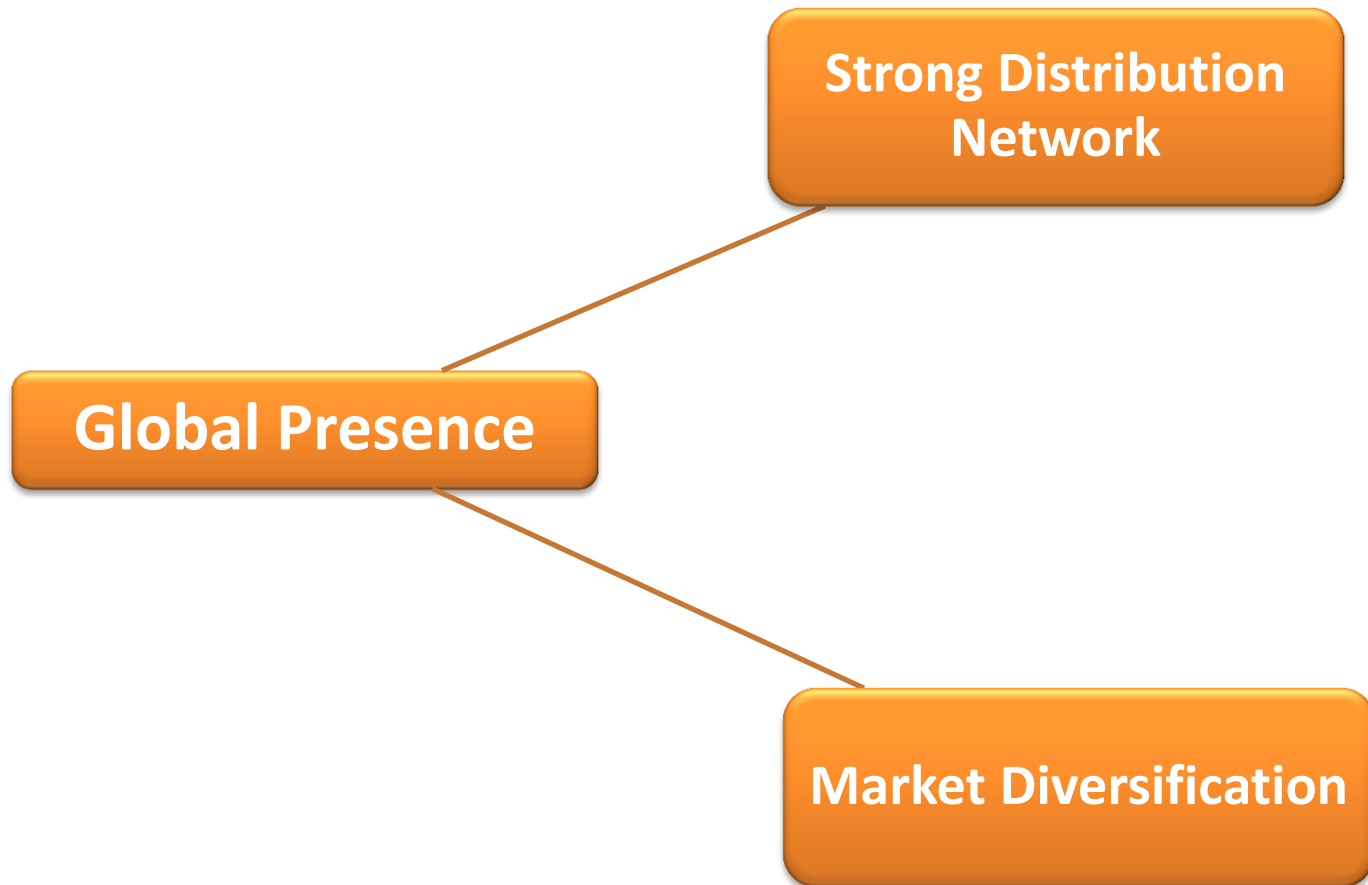 Strong Distribution
Network
Global Presence
Market Diversification